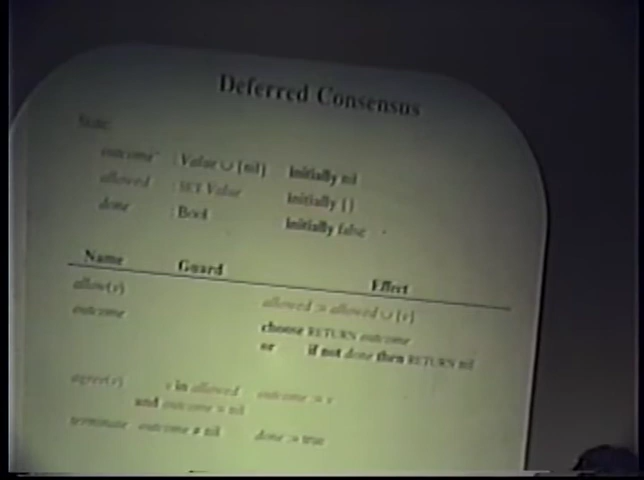 Deferred Consensus
State:
outcome : Value ∪ {nil} initially nil
allowed : SET Value initially {}
done : Bool initially false
Name Guard Effect
allow(v) allowed := allowed ∪ {v}
outcome choose RETURN outcome
or if not done then RETURN nil
agree(v) v in allowed outcome := v
and outcome = nil
terminate outcome ≠ nil done := true